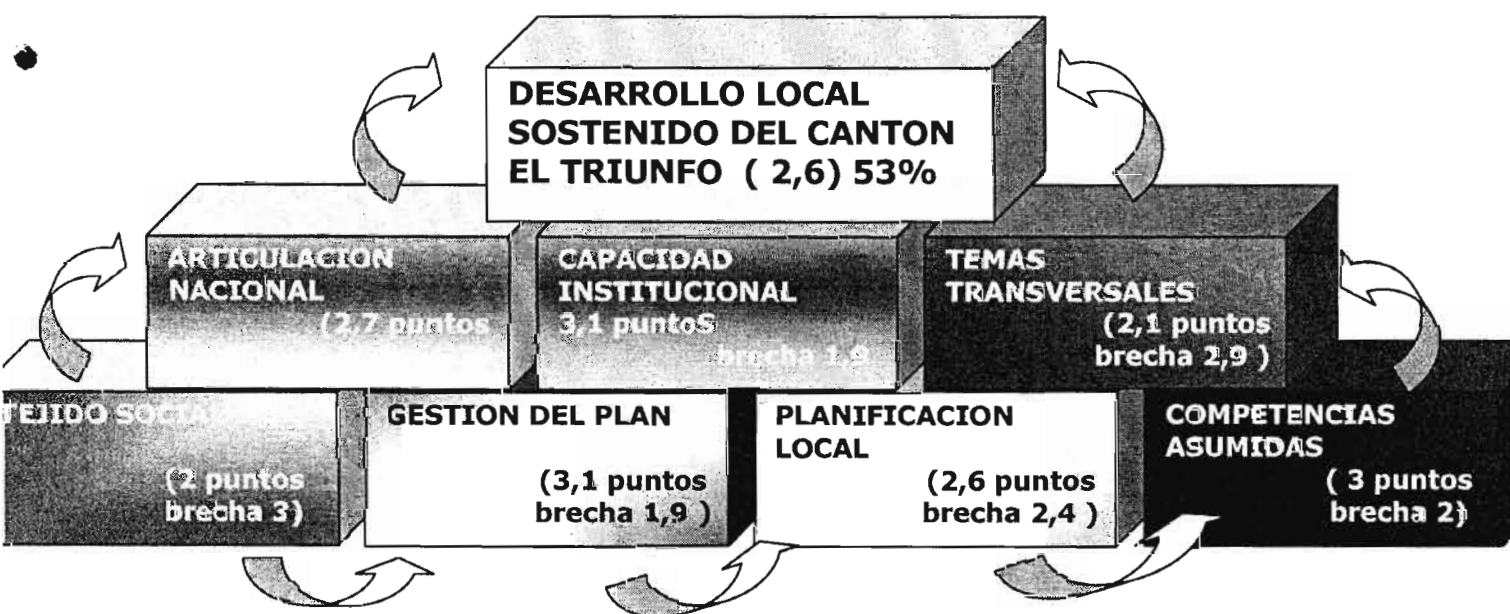 DESARROLLO LOCAL
SOSTENIDO DEL CANTON
EL TRIUNFO ( 2,6) 53%
ARTICULACION
NACIONAL
(2,7 puntos
CAPACIDAD
INSTITUCIONAL
3,1 puntoS
brecha 1,9
TEMAS
TRANSVERSALES
(2,1 puntos
brecha 2,9 )
TEJIDO SOCIAL
(2 puntos
brecha 3)
GESTION DEL PLAN
(3,1 puntos
brecha 1,9 )
PLANIFICACION
LOCAL
(2,6 puntos
brecha 2,4 )
COMPETENCIAS
ASUMIDAS
( 3 puntos
brecha 2)